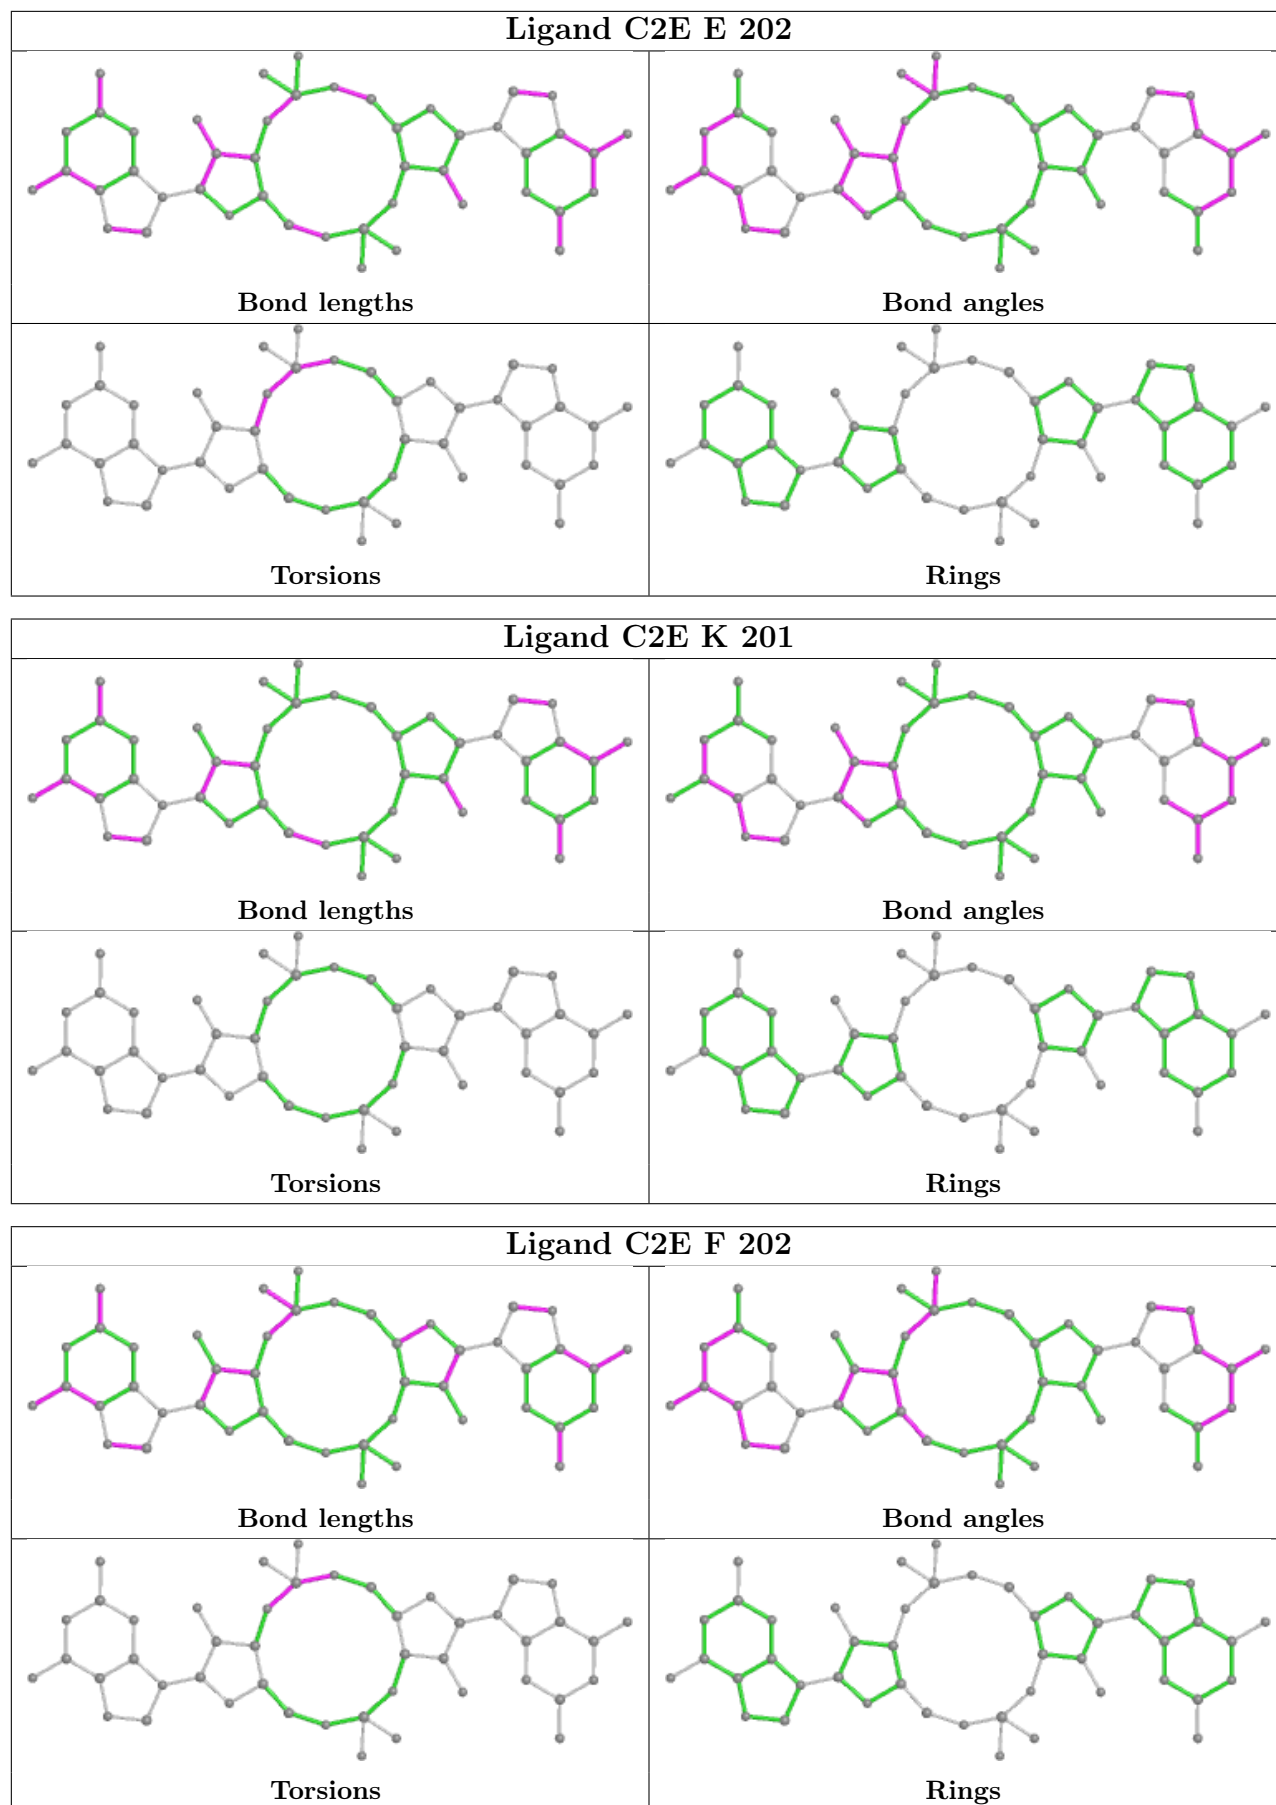 Ligand C2E E 202
Bond lengths
Bond angles
Torsions
Rings
Ligand C2E K 201
Bond lengths
Bond angles
Torsions
Rings
Ligand C2E F 202
Bond lengths
Bond angles
Torsions
Rings